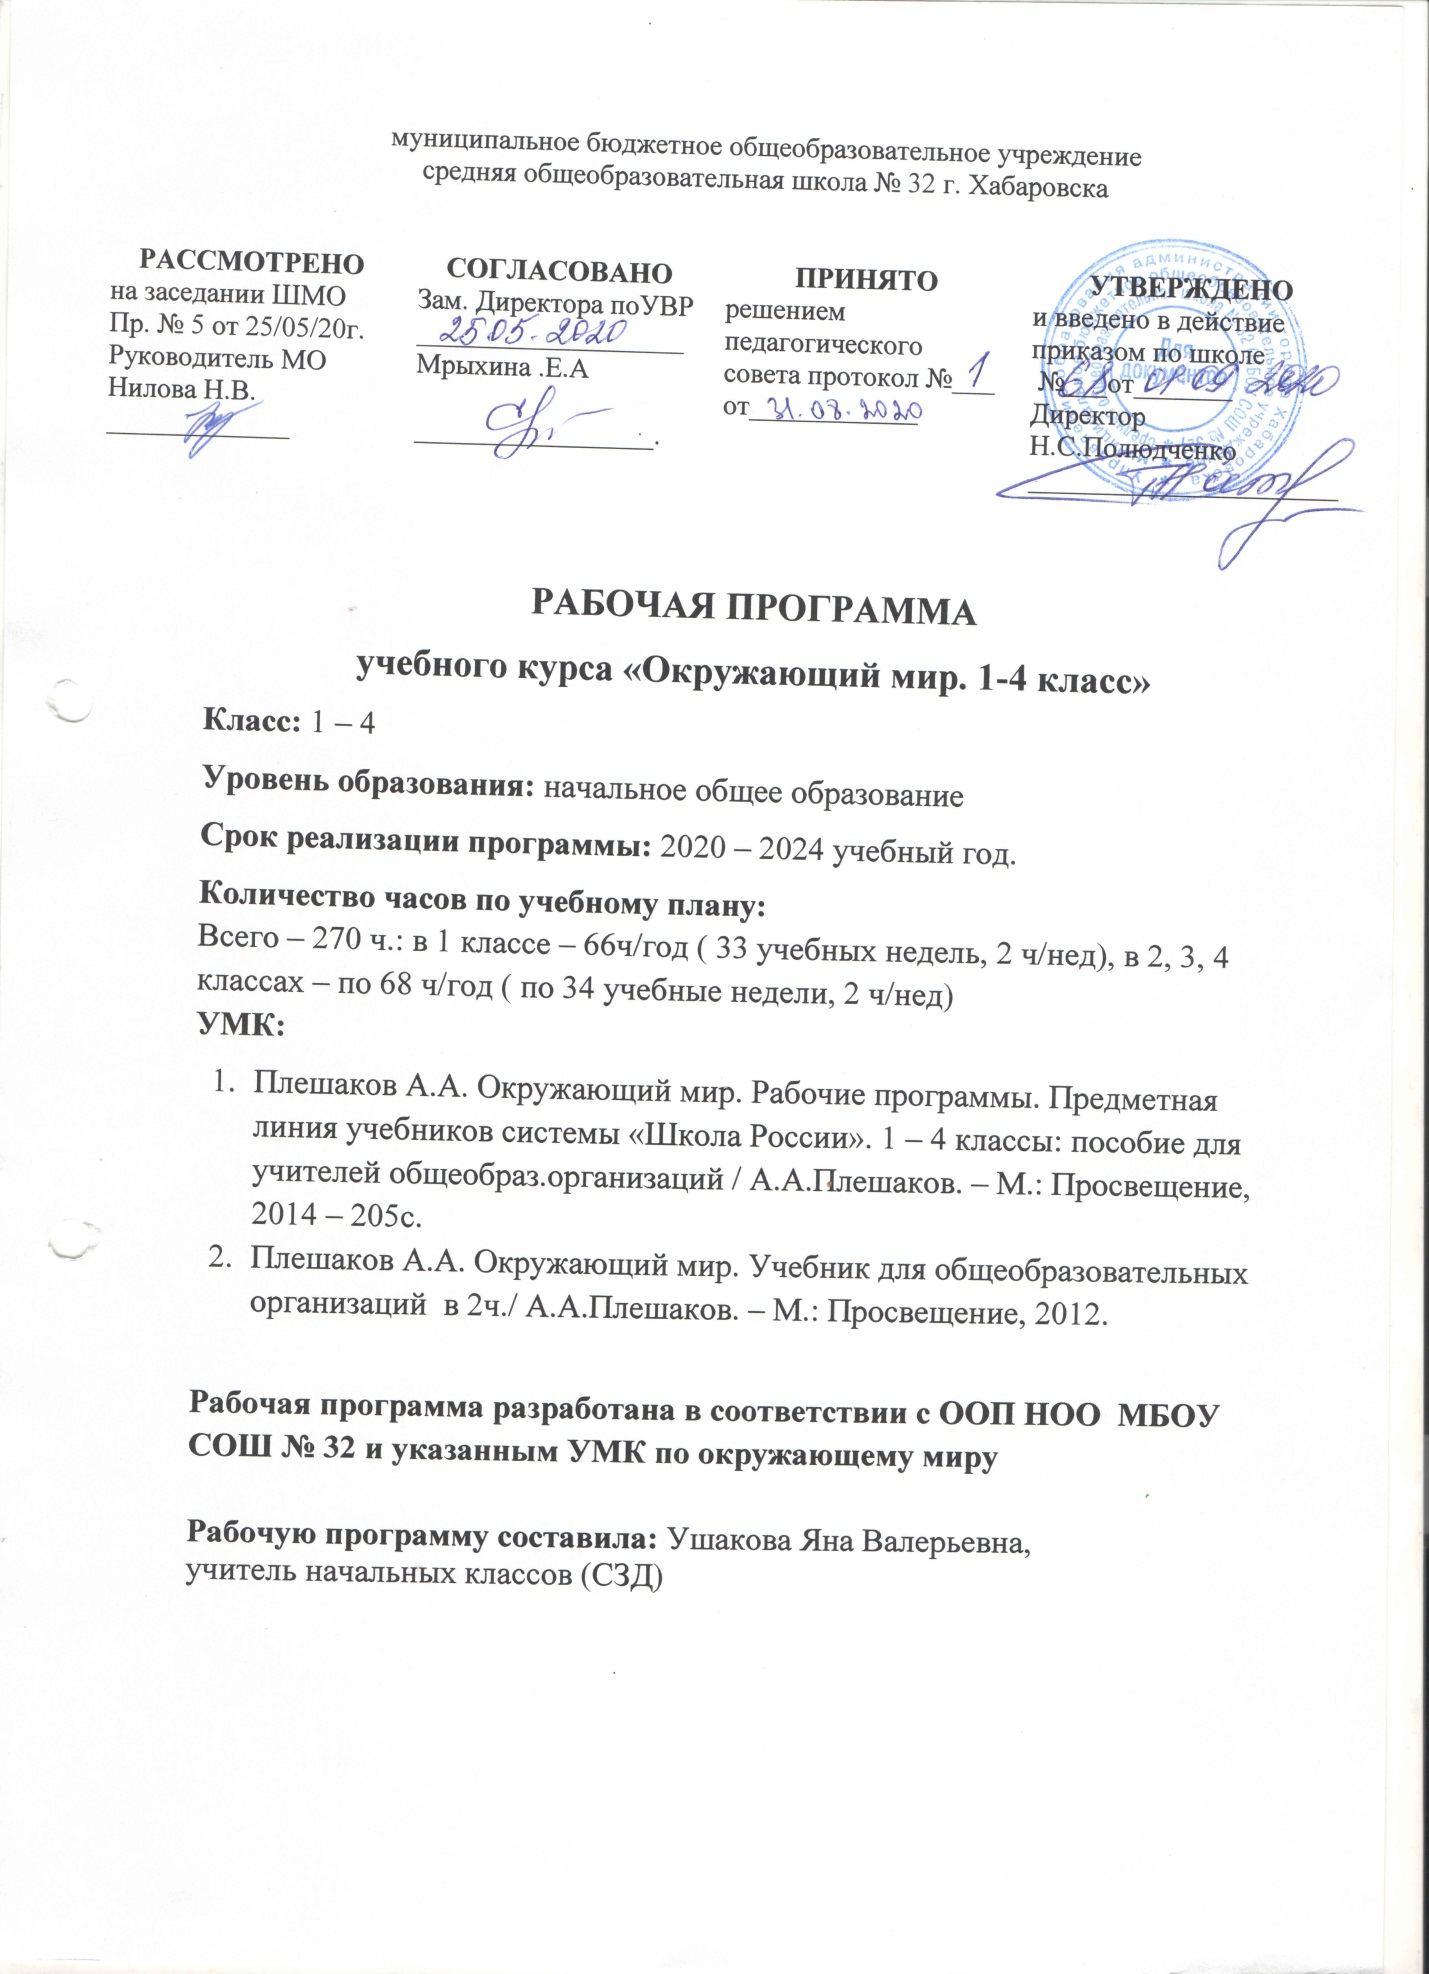 муниципальное бюджетное общеобразовательное учреждение
средняя общеобразовательная школа № 32 г. Хабаровска
РАССМОТРЕНО
на заседании ШМО
Пр. № 5 от 25/05/20г.
Руководитель МО
Нилова Н.В.
СОГЛАСОВАНО
Зам. Директора поУВР
25.05.2020
Мрыхина .Е.А
ПРИНЯТО
решением
педагогического
совета протокол № 1
от 31.08.2020
УТВЕРЖДЕНО
и введено в действие
приказом по школе
№ от 01 09 2020
Директор
Н.С.Полюдченко
Для
документов
РАБОЧАЯ ПРОГРАММА
учебного курса «Окружающий мир. 1-4 класс»
Класс: 1 – 4
Уровень образования: начальное общее образование
Срок реализации программы: 2020 – 2024 учебный год.
Количество часов по учебному плану:
Всего – 270 ч.: в 1 классе – 66ч/год ( 33 учебных недель, 2 ч/нед), в 2, 3, 4
классах – по 68 ч/год ( по 34 учебные недели, 2 ч/нед)
УМК:
1. Плешаков А.А. Окружающий мир. Рабочие программы. Предметная
линия учебников системы «Школа России». 1 – 4 классы: пособие для
учителей общеобраз.организаций / А.А.Плешаков. – М.: Просвещение,
2014 – 205с.
2. Плешаков А.А. Окружающий мир. Учебник для общеобразовательных
организаций в 2ч./ А.А.Плешаков. – М.: Просвещение, 2012.
Рабочая программа разработана в соответствии с ООП НОО МБОУ
СОШ № 32 и указанным УМК по окружающему миру
Рабочую программу составила: Ушакова Яна Валерьевна,
учитель начальных классов (СЗД)